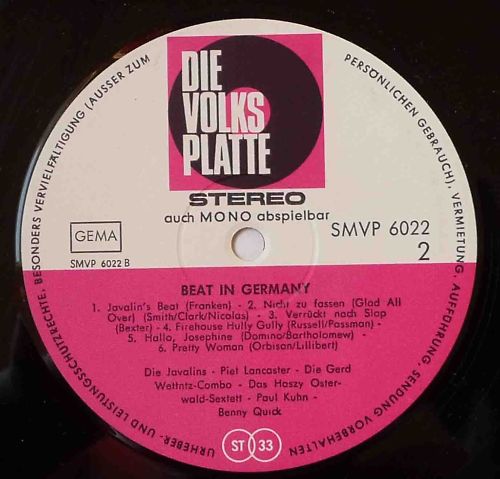 DIE
VOLKS
PLATTE
STEREO
auch MONO abspielbar
GEMA
SMVP 6022 B
SMVP 6022
2
BEAT IN GERMANY
1. Javalin's Beat (Franken) - 2. Nicht zu fassen (Glad All
Over) (Smith/Clark/Nicolas) - 3. Verrückt nach Slop
(Bexter) - 4. Firehouse Hully Gully (Russell/Passman) -
5. Hallo, Josephine (Domino/Bartholomew) -
6. Pretty Woman (Orbison/Lillibert)
Die Javalins - Piet Lancaster - Die Gerd
Wettntz-Combo - Das Haszy Oster-
wald-Sextett - Paul Kuhn -
Benny Quick
ST 33
URHEBER- UND LEISTUNGSSCHUTZRECHTE, BESONDERS VERVIELFÄLTIGUNG (AUSSER ZUM PERSÖNLICHEN GEBRAUCH), VERMIETUNG, AUFFÜHRUNG, SENDUNG VORBEHALTEN